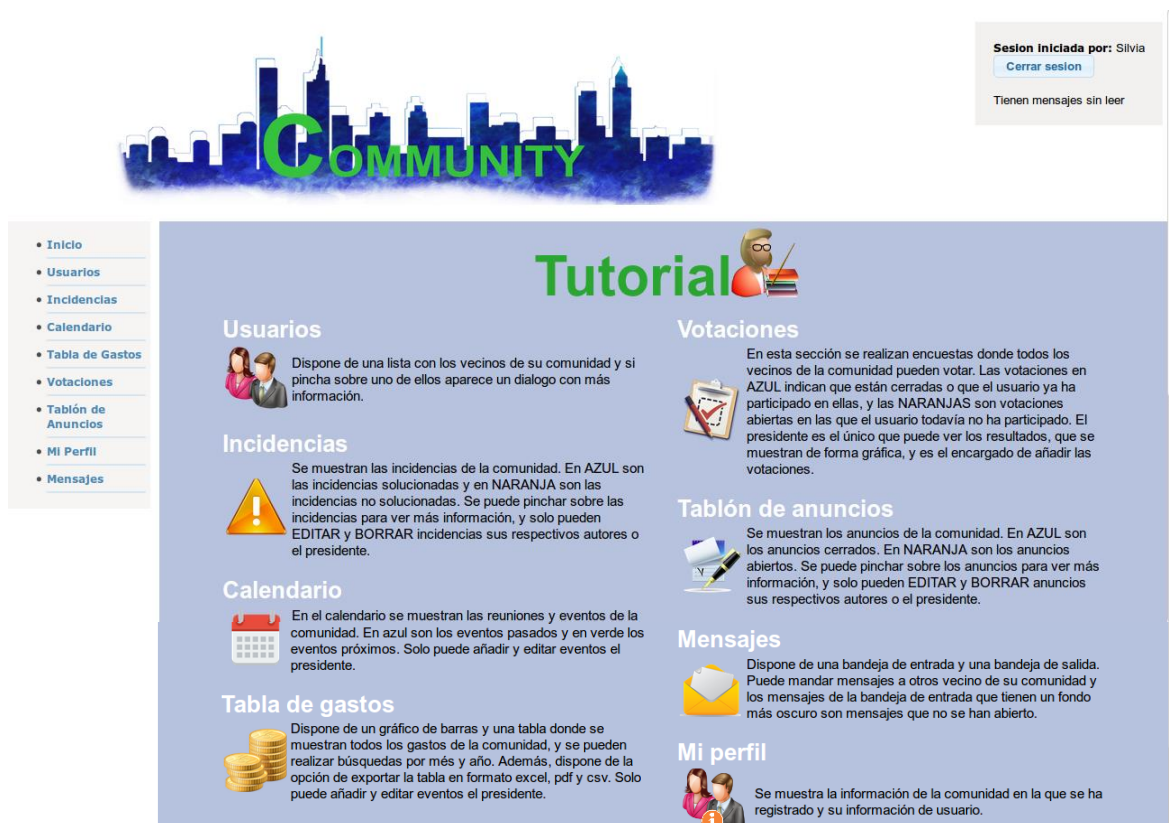 COMMUNITY
Sesion iniciada por: Silvia
Cerrar sesion
Tienen mensajes sin leer
Inicio
Usuarios
Incidencias
Calendario
Tabla de Gastos
Votaciones
Tablón de
Anuncios
Mi Perfil
Mensajes
Tutorial
Usuarios
Dispone de una lista con los vecinos de su comunidad y si
pincha sobre uno de ellos aparece un dialogo con más
información.
Incidencias
Se muestran las incidencias de la comunidad. En AZUL son
las incidencias solucionadas y en NARANJA son las
incidencias no solucionadas. Se puede pinchar sobre las
incidencias para ver más información, y solo pueden
EDITAR y BORRAR incidencias sus respectivos autores o
el presidente.
Calendario
En el calendario se muestran las reuniones y eventos de la
comunidad. En azul son los eventos pasados y en verde los
eventos próximos. Solo puede añadir y editar eventos el
presidente.
Tabla de gastos
Dispone de un gráfico de barras y una tabla donde se
muestran todos los gastos de la comunidad, y se pueden
realizar búsquedas por més y año. Además, dispone de la
opción de exportar la tabla en formato excel, pdf y csv. Solo
puede añadir y editar eventos el presidente.
Votaciones
En esta sección se realizan encuestas donde todos los
vecinos de la comunidad pueden votar. Las votaciones en
AZUL indican que están cerradas o que el usuario ya ha
participado en ellas, y las NARANJAS son votaciones
abiertas en las que el usuario todavía no ha participado. El
presidente es el único que puede ver los resultados, que se
muestran de forma gráfica, y es el encargado de añadir las
votaciones.
Tablón de anuncios
Se muestran los anuncios de la comunidad. En AZUL son
los anuncios cerrados. En NARANJA son los anuncios
abiertos. Se puede pinchar sobre los anuncios para ver más
información, y solo pueden EDITAR y BORRAR anuncios
sus respectivos autores o el presidente.
Mensajes
Dispone de una bandeja de entrada y una bandeja de salida.
Puede mandar mensajes a otros vecino de su comunidad y
los mensajes de la bandeja de entrada que tienen un fondo
más oscuro son mensajes que no se han abierto.
Mi perfil
Se muestra la información de la comunidad en la que se ha
registrado y su información de usuario.